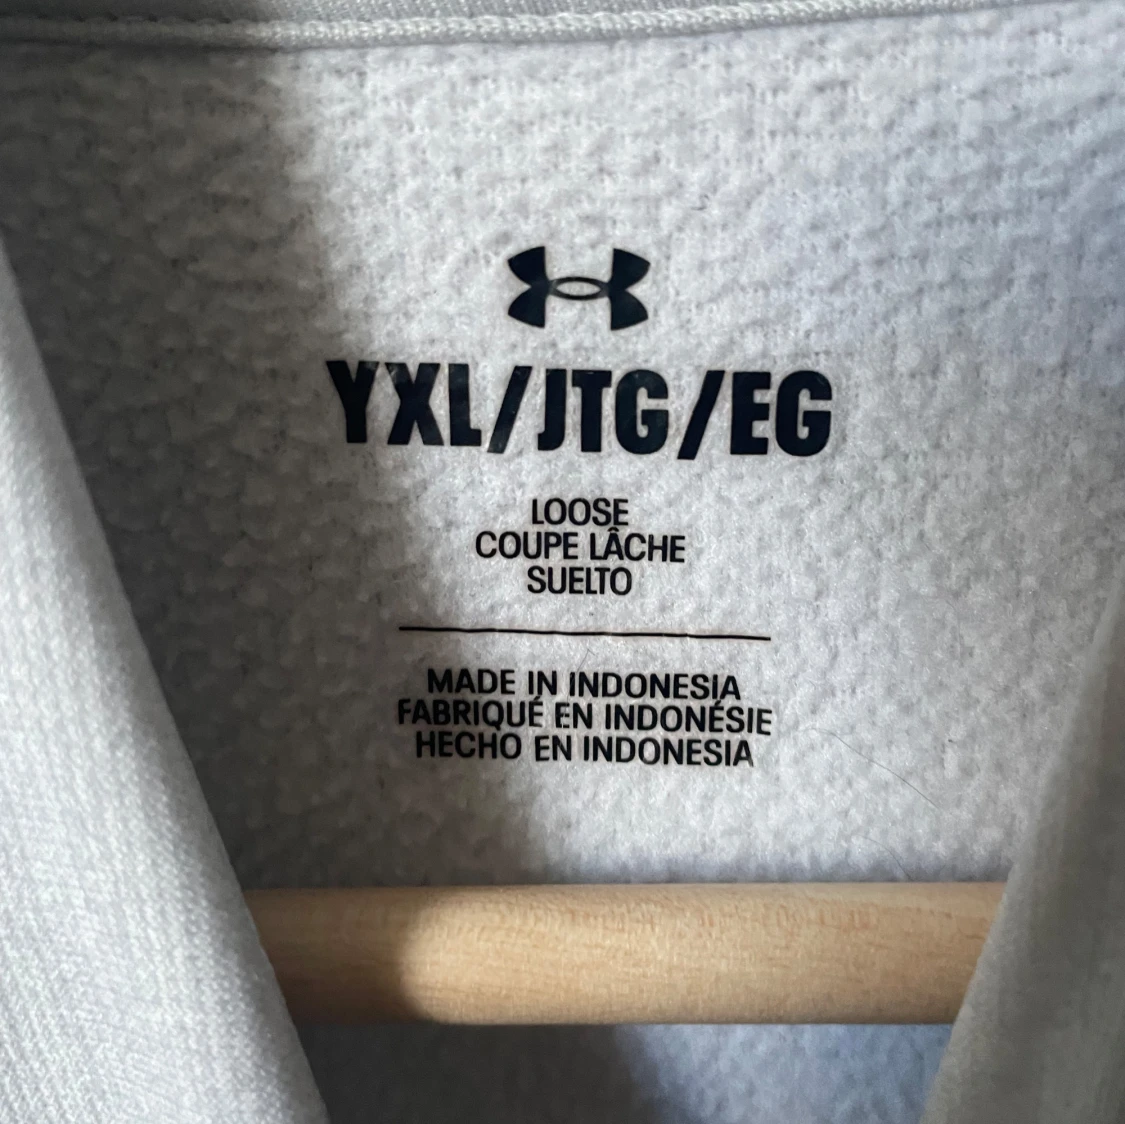 YXL/JTG/EG
LOOSE
COUPE LÂCHE
SUELTO
MADE IN INDONESIA
FABRIQUÉ EN INDONÉSIE
HECHO EN INDONESIA